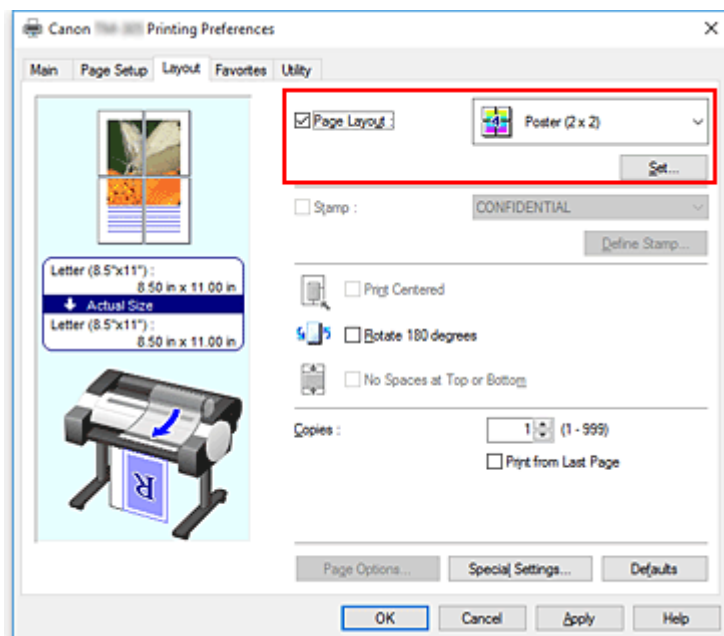 Canon Printing Preferences
Main Page Setup Layout Favorites Utility
Page Layout : 4 Poster (2 x 2)
Set...
Stamp : CONFIDENTIAL
Define Stamp...
Letter (8.5"x11") :
8.50 in x 11.00 in
Actual Size
Letter (8.5"x11") :
8.50 in x 11.00 in
Print Centered
Rotate 180 degrees
No Spaces at Top or Bottom
Copies : 1 (1 - 999)
Print from Last Page
R
Page Options... Special Settings... Defaults
OK Cancel Apply Help